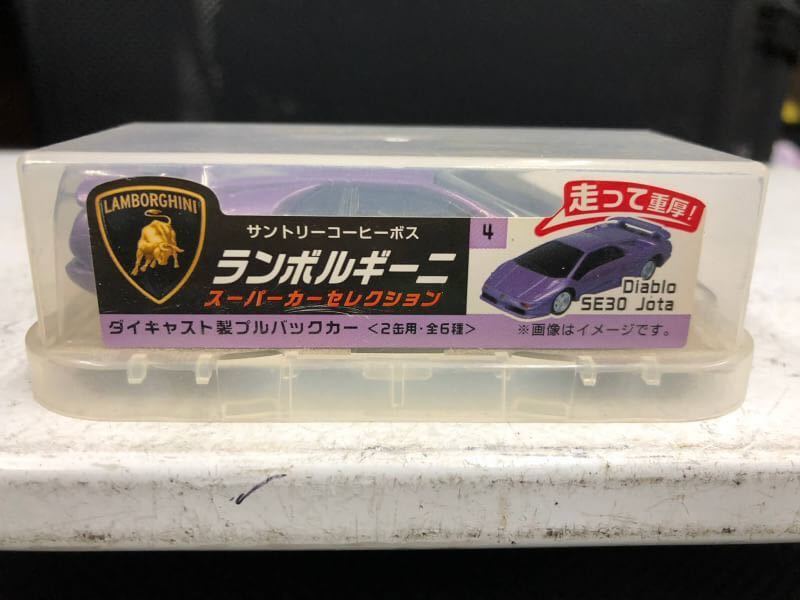 LAMBORGHINI
サントリーコーヒーボス
ランボルギーニ
スーパーカーセレクション
4
走って重厚!
Diablo
SE30 Jota
ダイキャスト製プルバックカー <2缶用・全6種>
※画像はイメージです。